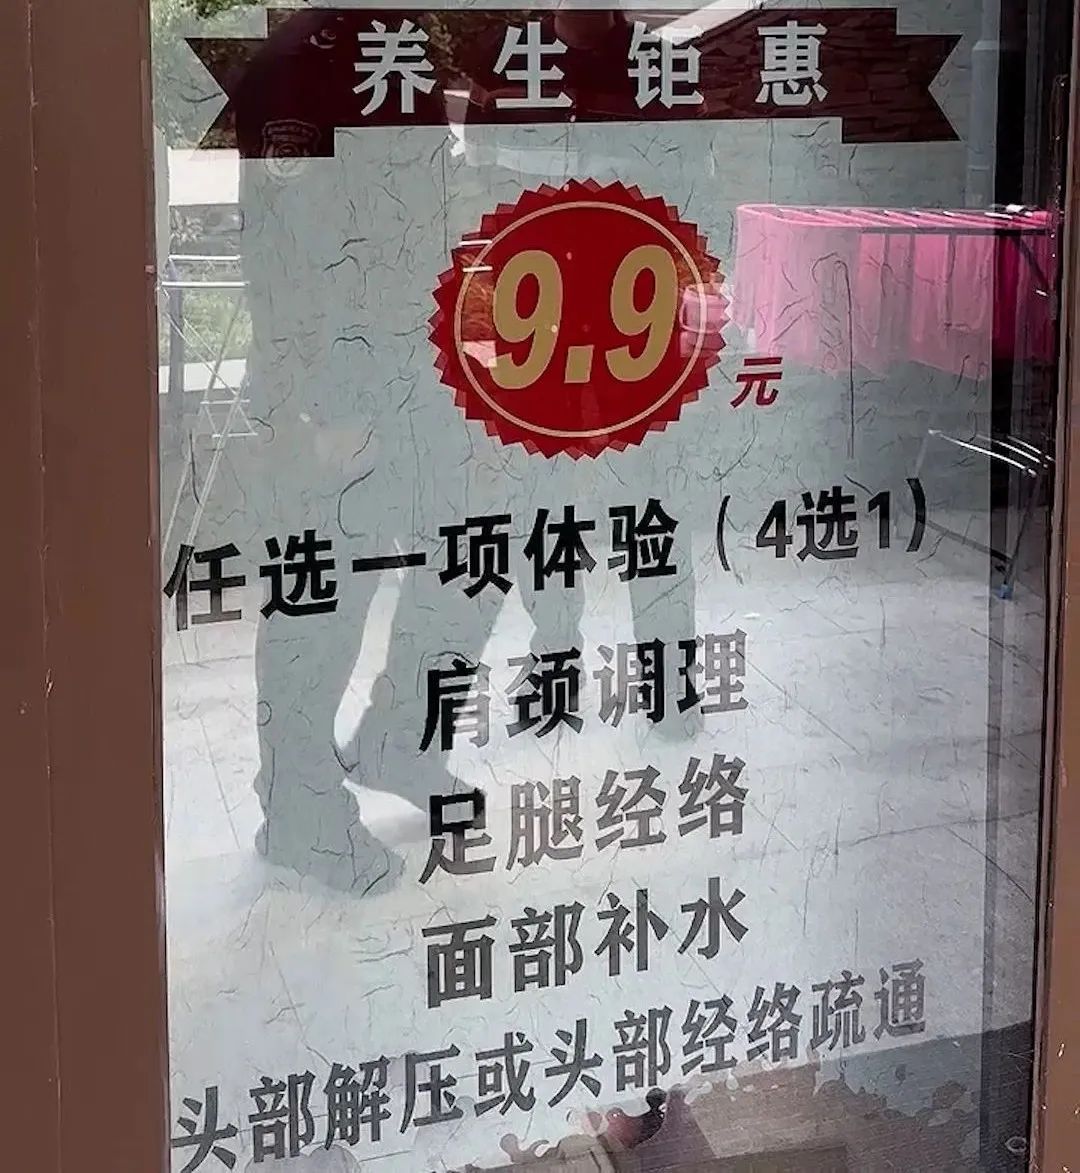 养生钜惠
9.9元
任选一项体验（4选1）
肩颈调理
足腿经络
面部补水
头部解压或头部经络疏通